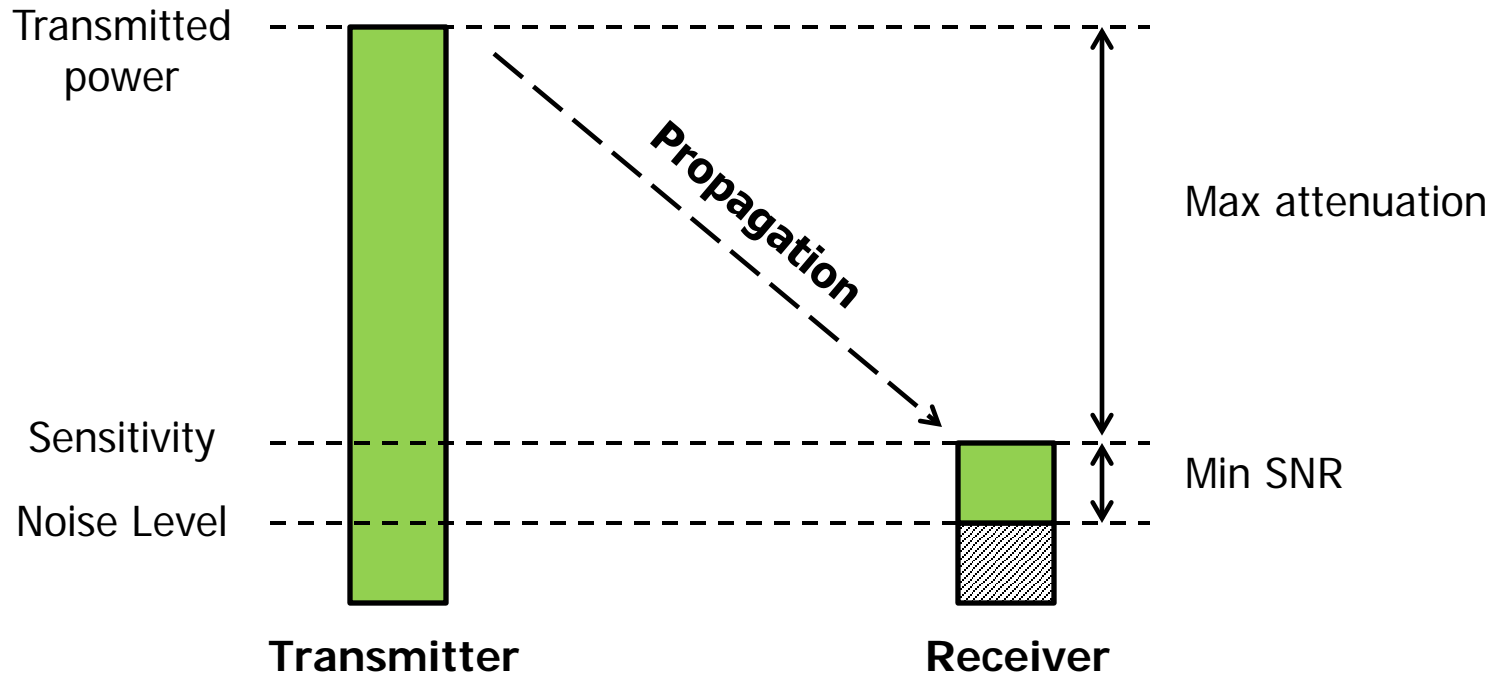 Transmitted
power
Propagation
Max attenuation
Sensitivity
Min SNR
Noise Level
Transmitter
Receiver